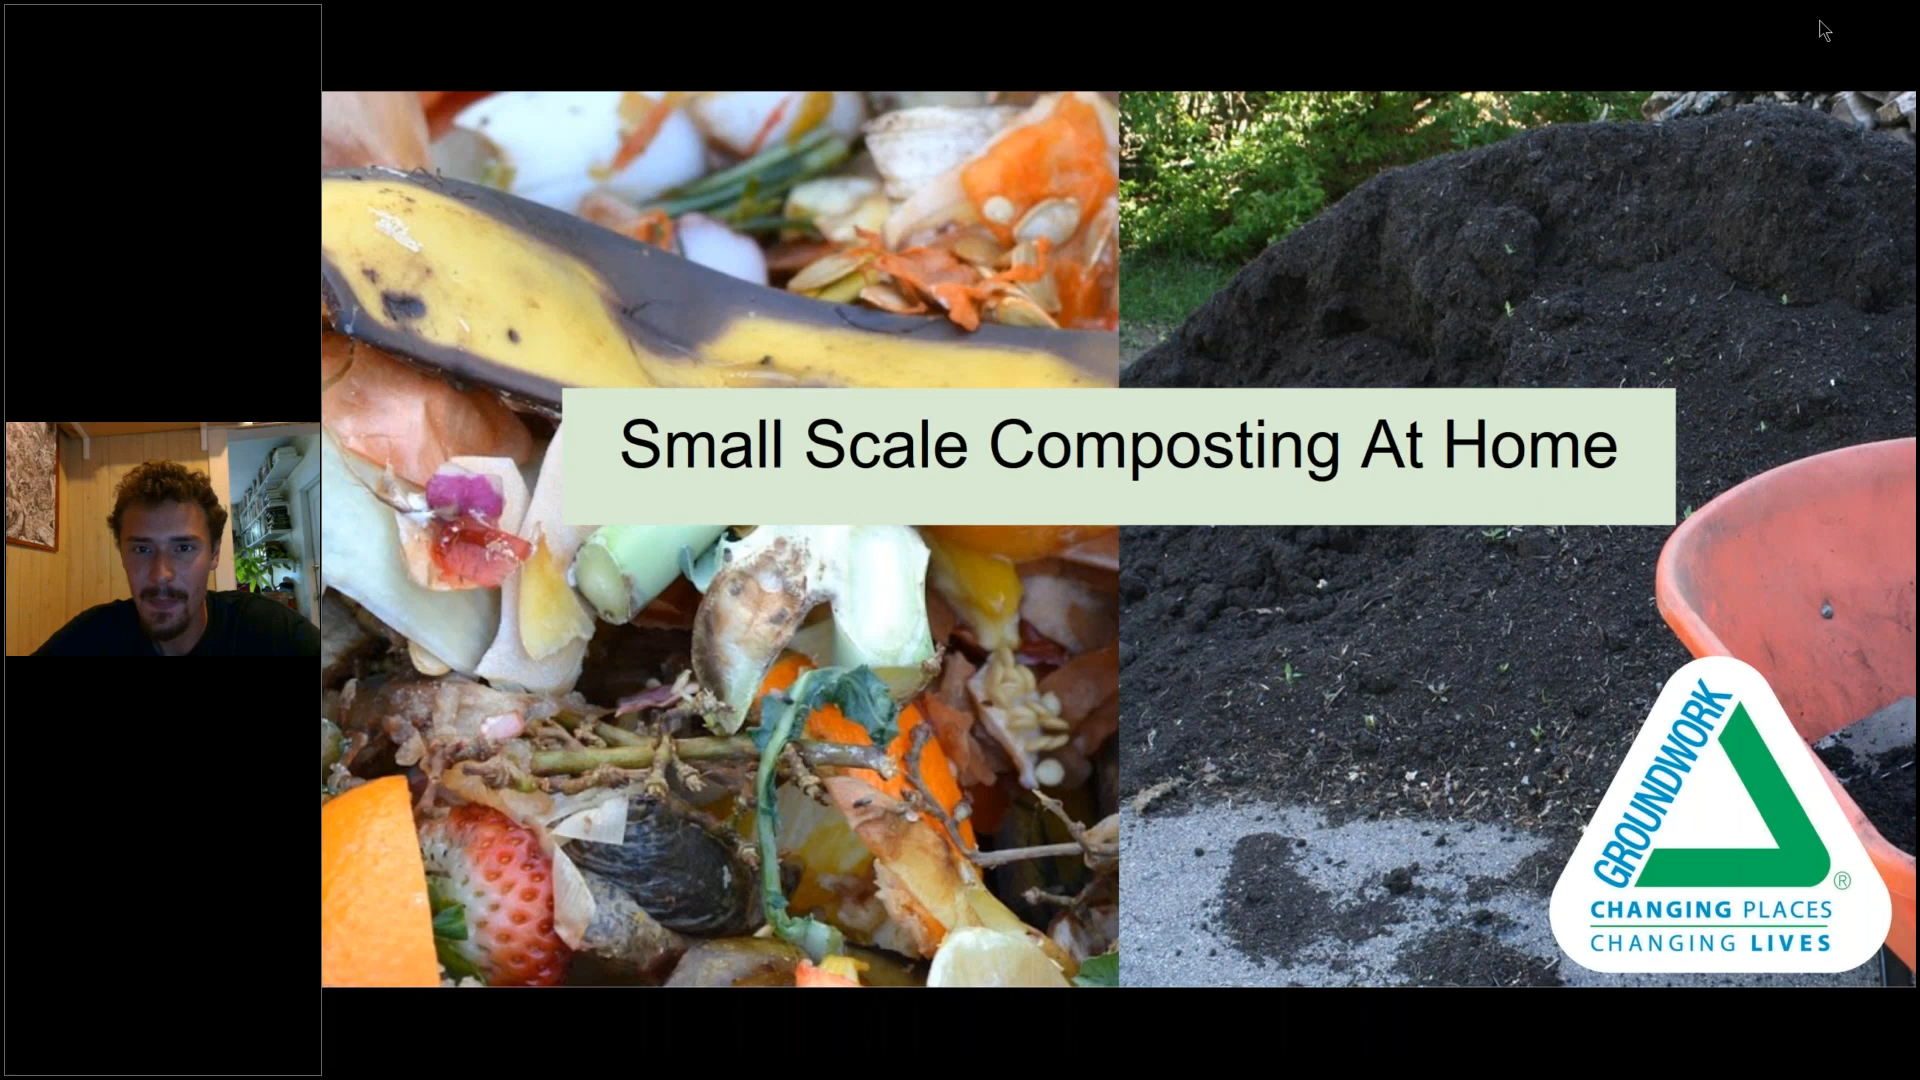 Small Scale Composting At Home
GROUNDWORK
®
CHANGING PLACES
CHANGING LIVES